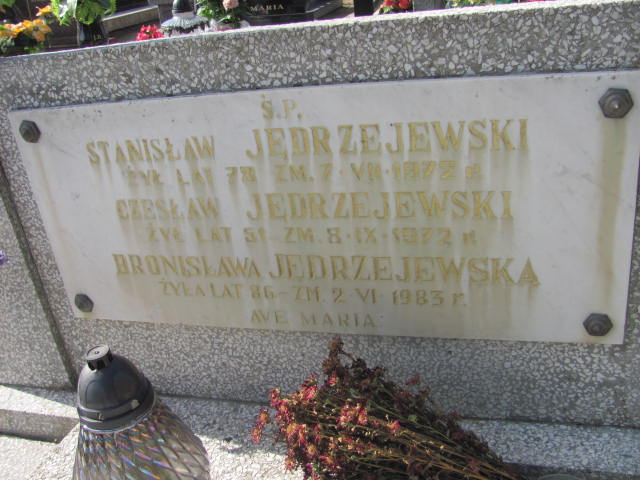 MARIA
Ś.P.
STANISŁAW JĘDRZEJEWSKI
ŻYŁ LAT 78 ZM. 7·VII·1972 r.
CZESŁAW JĘDRZEJEWSKI
ŻYŁ LAT 51 ZM. 8·IX·1972 r.
BRONISŁAWA JĘDRZEJEWSKA
ŻYŁA LAT 86–ZM. 2·VI·1983 r.
AVE MARIA